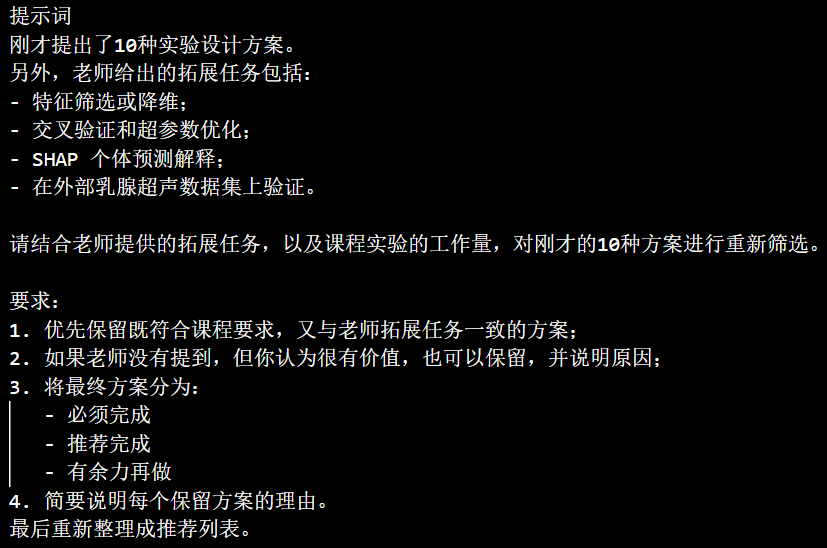 提示词
刚才提出了10种实验设计方案。
另外，老师给出的拓展任务包括：
- 特征筛选或降维；
- 交叉验证和超参数优化；
- SHAP 个体预测解释；
- 在外部乳腺超声数据集上验证。
请结合老师提供的拓展任务，以及课程实验的工作量，对刚才的10种方案进行重新筛选。
要求：
1. 优先保留既符合课程要求，又与老师拓展任务一致的方案；
2. 如果老师没有提到，但你认为很有价值，也可以保留，并说明原因；
3. 将最终方案分为：
- 必须完成
- 推荐完成
- 有余力再做
4. 简要说明每个保留方案的理由。
最后重新整理成推荐列表。